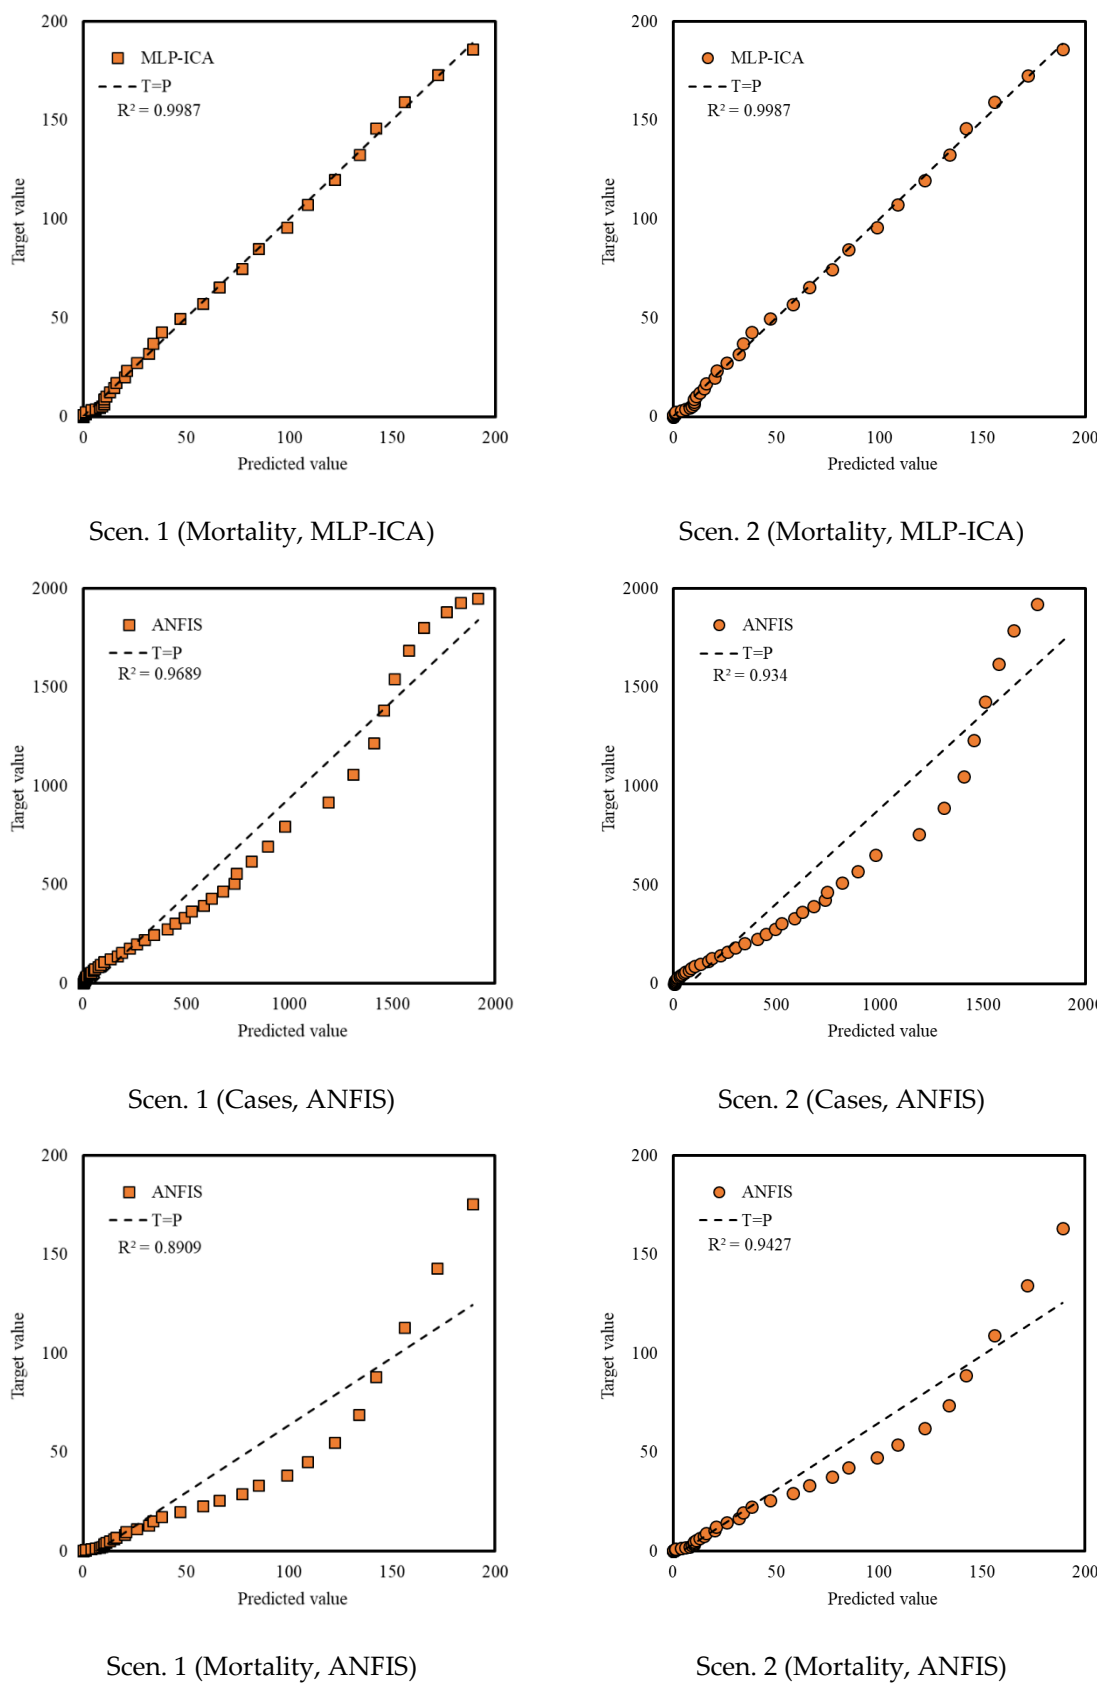 200
150
100
50
0
0 50 100 150 200
Target value
Predicted value
MLP-ICA
T=P
R² = 0.9987
Scen. 1 (Mortality, MLP-ICA)
200
150
100
50
0
0 50 100 150 200
Target value
Predicted value
MLP-ICA
T=P
R² = 0.9987
Scen. 2 (Mortality, MLP-ICA)
2000
1500
1000
500
0
0 500 1000 1500 2000
Target value
Predicted value
ANFIS
T=P
R² = 0.9689
Scen. 1 (Cases, ANFIS)
2000
1500
1000
500
0
0 500 1000 1500 2000
Target value
Predicted value
ANFIS
T=P
R² = 0.934
Scen. 2 (Cases, ANFIS)
200
150
100
50
0
0 50 100 150 200
Target value
Predicted value
ANFIS
T=P
R² = 0.8909
Scen. 1 (Mortality, ANFIS)
200
150
100
50
0
0 50 100 150 200
Target value
Predicted value
ANFIS
T=P
R² = 0.9427
Scen. 2 (Mortality, ANFIS)